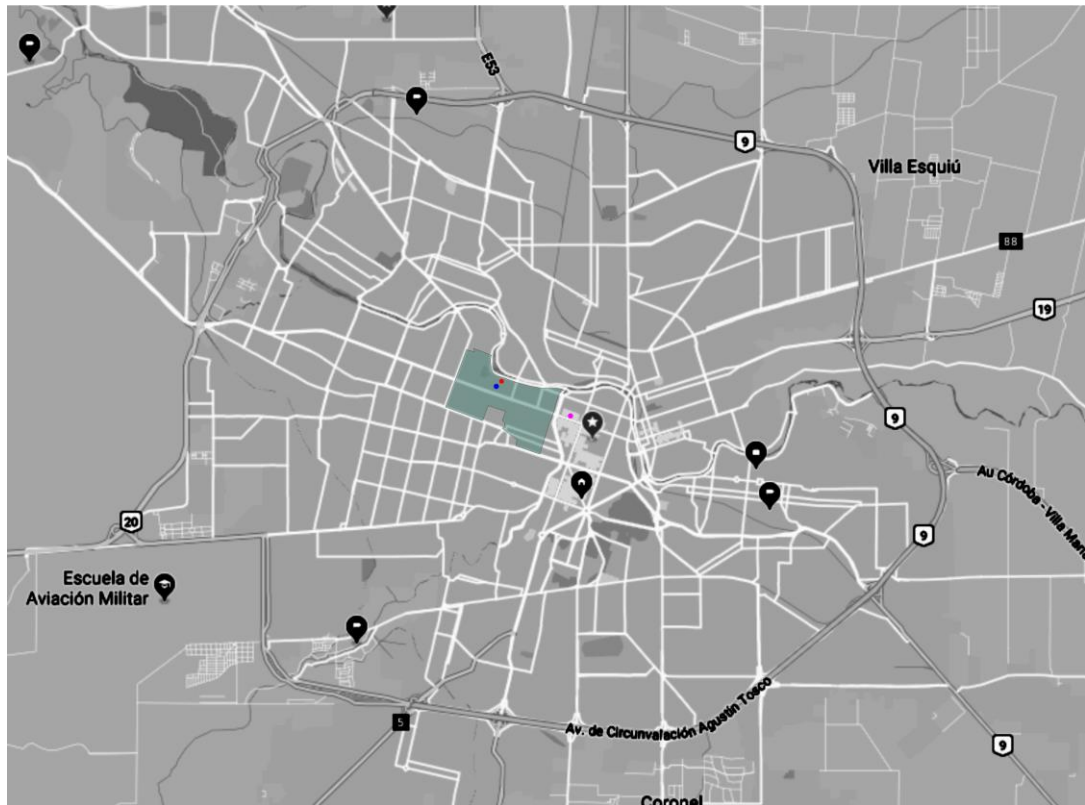 E53
9
Villa Esquiú
88
19
9
Au Córdoba - Villa María
20
9
Escuela de
Aviación Militar
5
Av. de Circunvalación Agustín Tosco
9
Coronel